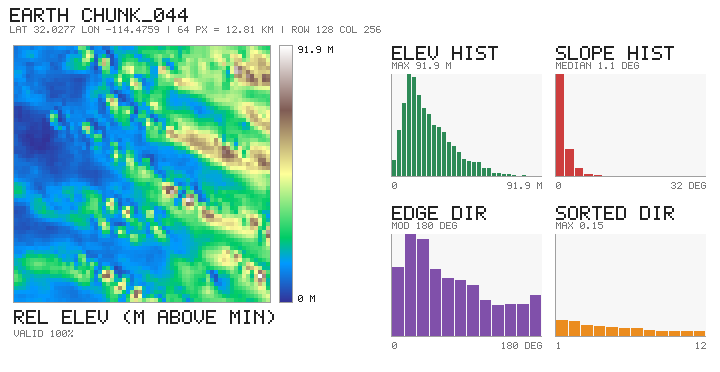 EARTH CHUNK_044
LAT 32.0277 LON -114.4759 | 64 PX = 12.81 KM | ROW 128 COL 256
91.9 M
0 M
REL ELEV (M ABOVE MIN)
VALID 100%
ELEV HIST
MAX 91.9 M
0 91.9 M
SLOPE HIST
MEDIAN 1.1 DEG
0 32 DEG
EDGE DIR
MOD 180 DEG
0 180 DEG
SORTED DIR
MAX 0.15
1 12